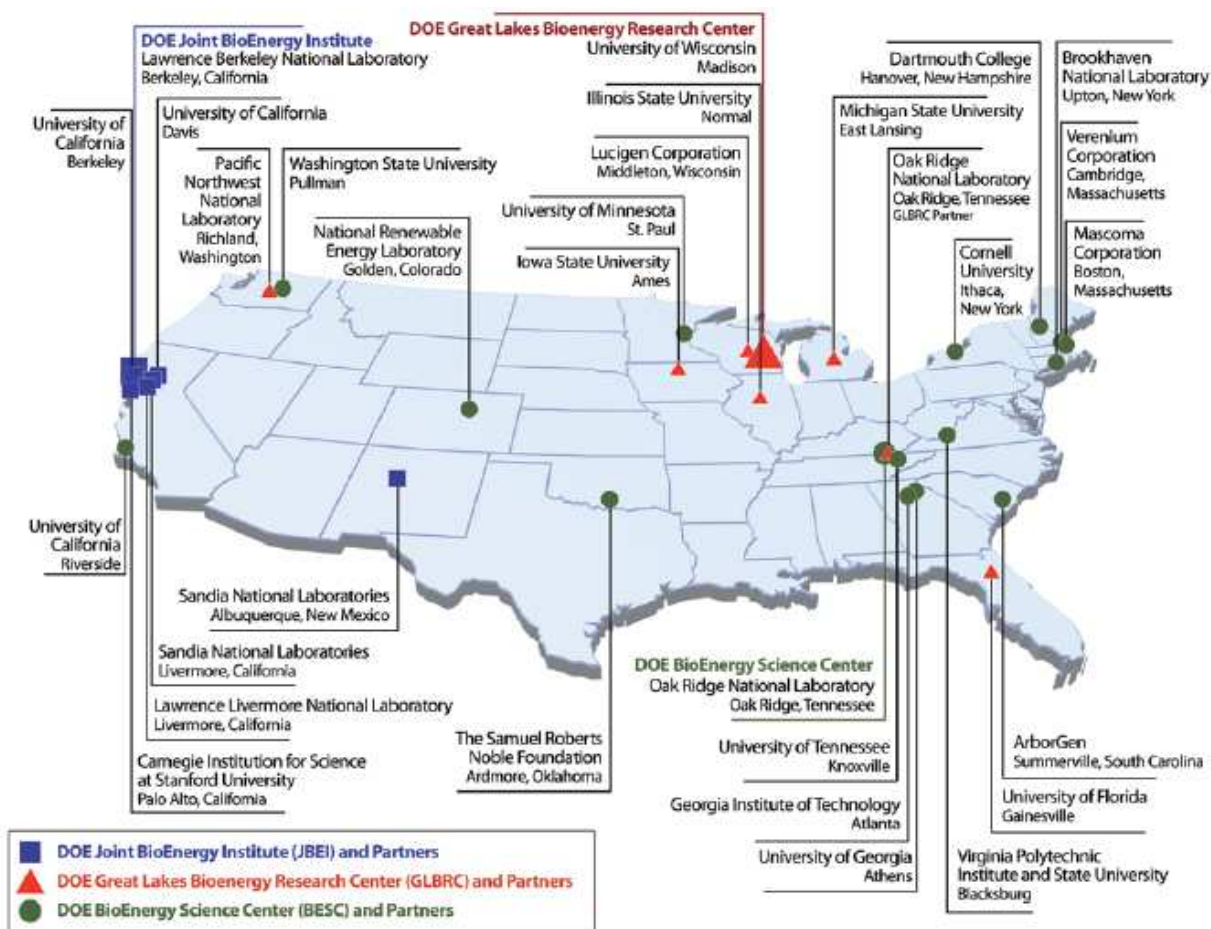 DOE Joint BioEnergy Institute
Lawrence Berkeley National Laboratory
Berkeley, California
DOE Great Lakes Bioenergy Research Center
University of Wisconsin
Madison
Dartmouth College
Hanover, New Hampshire
Brookhaven
National Laboratory
Upton, New York
University of
California
Berkeley
University of California
Davis
Illinois State University
Normal
Michigan State University
East Lansing
Pacific
Northwest
National
Laboratory
Richland,
Washington
Washington State University
Pullman
Lucigen Corporation
Middleton, Wisconsin
Oak Ridge
National Laboratory
Oak Ridge, Tennessee
GLBRC Partner
Verenium
Corporation
Cambridge,
Massachusetts
National Renewable
Energy Laboratory
Golden, Colorado
University of Minnesota
St. Paul
Iowa State University
Ames
Cornell
University
Ithaca,
New York
Mascoma
Corporation
Boston,
Massachusetts
University of
California
Riverside
Sandia National Laboratories
Albuquerque, New Mexico
Sandia National Laboratories
Livermore, California
Lawrence Livermore National Laboratory
Livermore, California
Carnegie Institution for Science
at Stanford University
Palo Alto, California
The Samuel Roberts
Noble Foundation
Ardmore, Oklahoma
DOE BioEnergy Science Center
Oak Ridge National Laboratory
Oak Ridge, Tennessee
University of Tennessee
Knoxville
Georgia Institute of Technology
Atlanta
University of Georgia
Athens
ArborGen
Summerville, South Carolina
University of Florida
Gainesville
Virginia Polytechnic
Institute and State University
Blacksburg
DOE Joint BioEnergy Institute (JBEI) and Partners
DOE Great Lakes Bioenergy Research Center (GLBRC) and Partners
DOE BioEnergy Science Center (BESC) and Partners